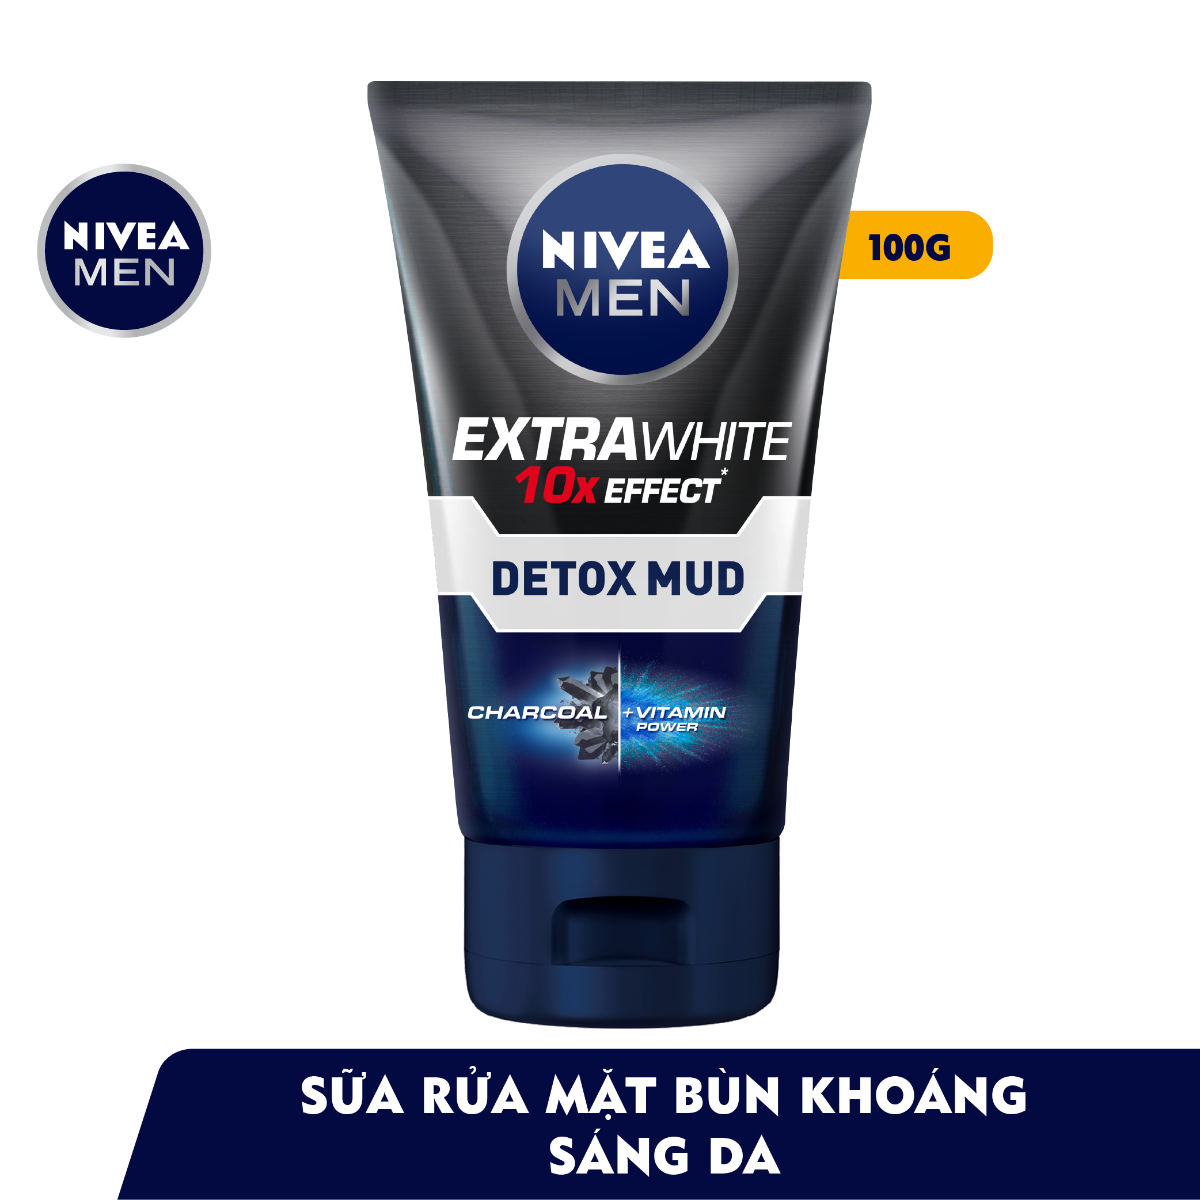 NIVEA
MEN
NIVEA
MEN
100G
EXTRAWHITE
10x EFFECT*
DETOX MUD
CHARCOAL + VITAMIN
POWER
SỮA RỬA MẶT BÙN KHOÁNG
SÁNG DA